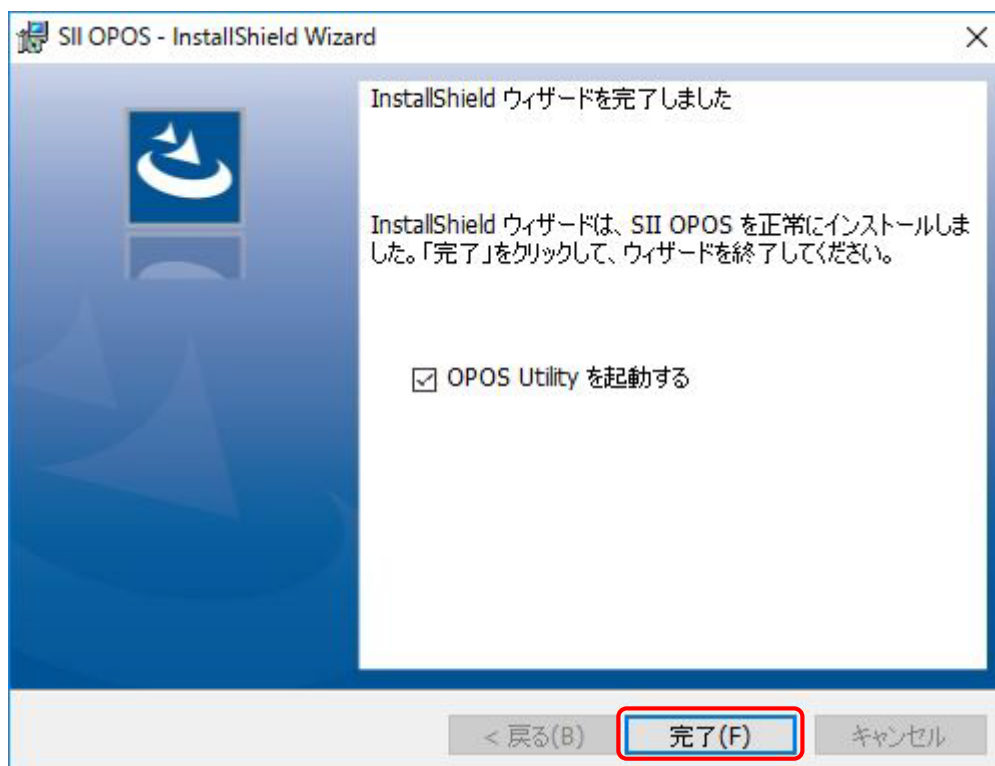 SII OPOS - InstallShield Wizard
InstallShield ウィザードを完了しました
InstallShield ウィザードは、SII OPOS を正常にインストールしま
した。「完了」をクリックして、ウィザードを終了してください。
OPOS Utility を起動する
< 戻る(B)
完了(F)
キャンセル